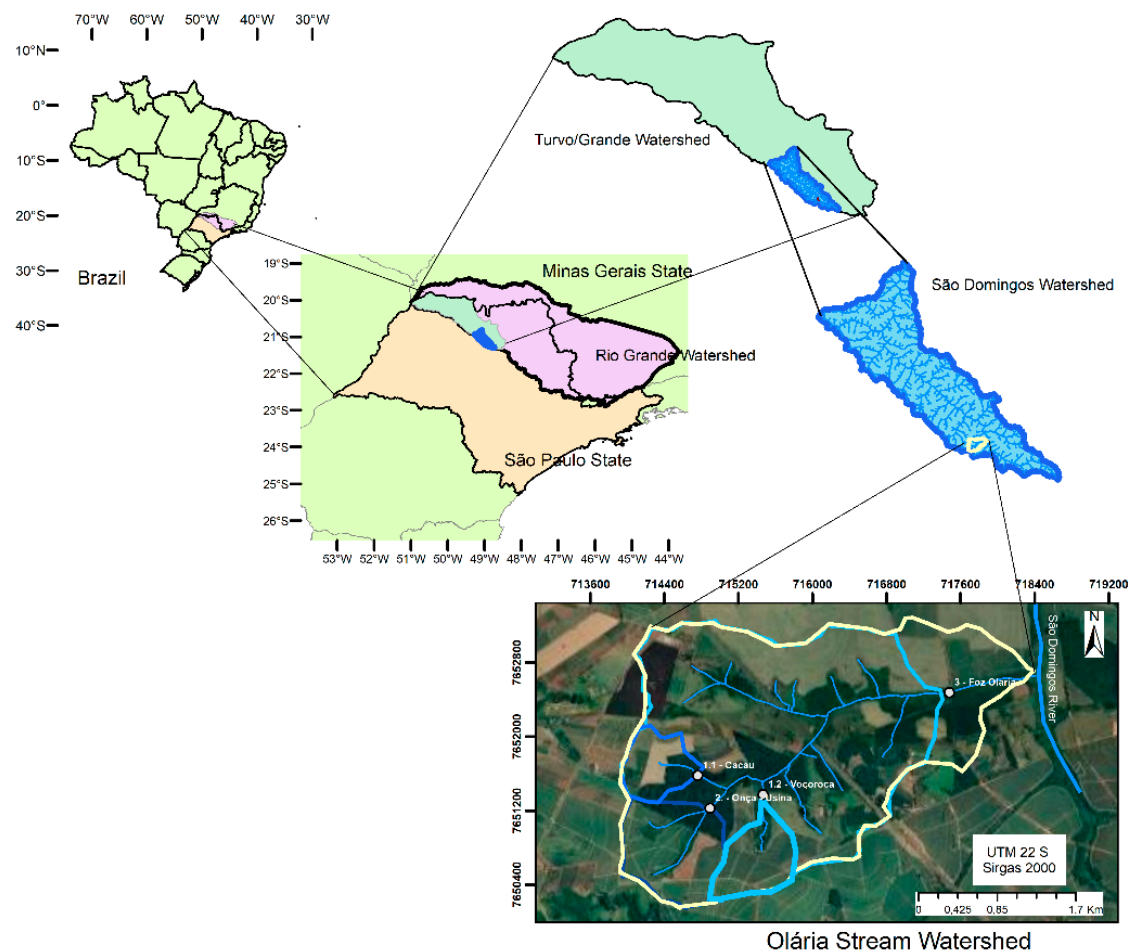 70°W 60°W 50°W 40°W 30°W
10°N
0°
10°S
20°S
30°S
40°S
Brazil
Turvo/Grande Watershed
São Domingos Watershed
19°S
20°S
21°S
22°S
23°S
24°S
25°S
26°S
Minas Gerais State
Rio Grande Watershed
São Paulo State
53°W 52°W 51°W 50°W 49°W 48°W 47°W 46°W 45°W 44°W
713600 714400 715200 716000 716800 717600 718400 719200
7652800
7652000
7651200
7650400
N
São Domingos River
3 - Foz Olaria
1.1 - Cacau
1.2 - Voçoroca
2. - Onça - Usina
UTM 22 S
Sirgas 2000
0 0,425 0,85 1.7 Km
Olária Stream Watershed